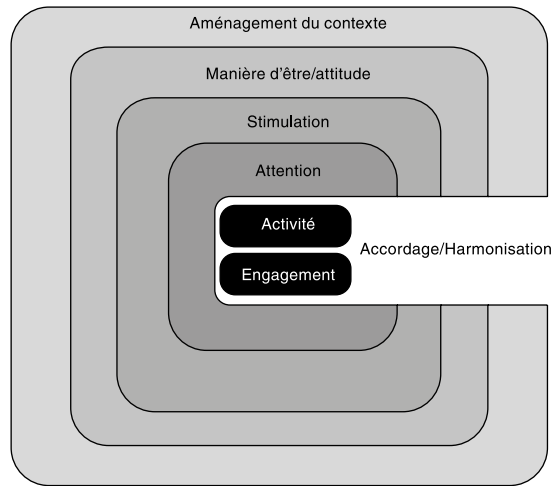 Aménagement du contexte
Manière d'être/attitude
Stimulation
Attention
Activité
Accordage/Harmonisation
Engagement